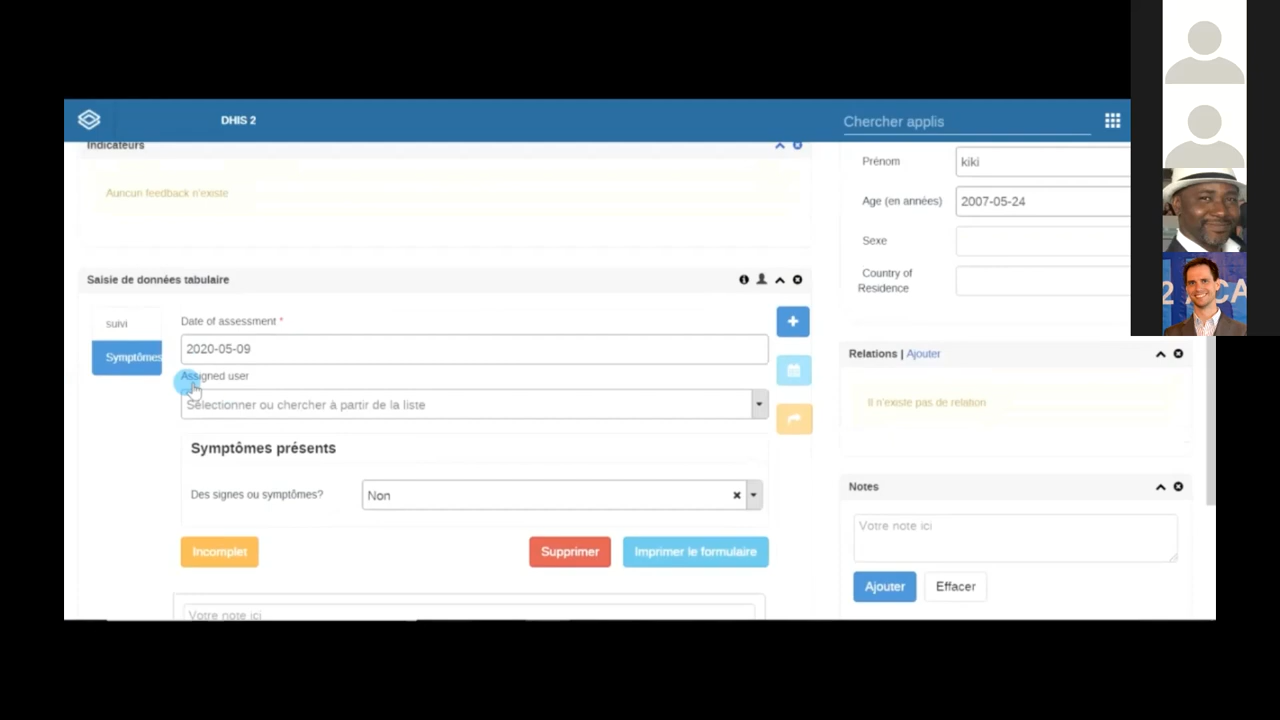 DHIS 2
Chercher applis
Indicateurs
Auncun feedback n'existe
Saisie de données tabulaire
suivi
Symptômes
Date of assessment *
2020-05-09
Assigned user
Sélectionner ou chercher à partir de la liste
Symptômes présents
Des signes ou symptômes?
Non
Incomplet
Supprimer
Imprimer le formulaire
Votre note ici
Prénom
kiki
Age (en années)
2007-05-24
Sexe
Country of
Residence
Relations | Ajouter
Il n'existe pas de relation
Notes
Votre note ici
Ajouter
Effacer
2 ACA